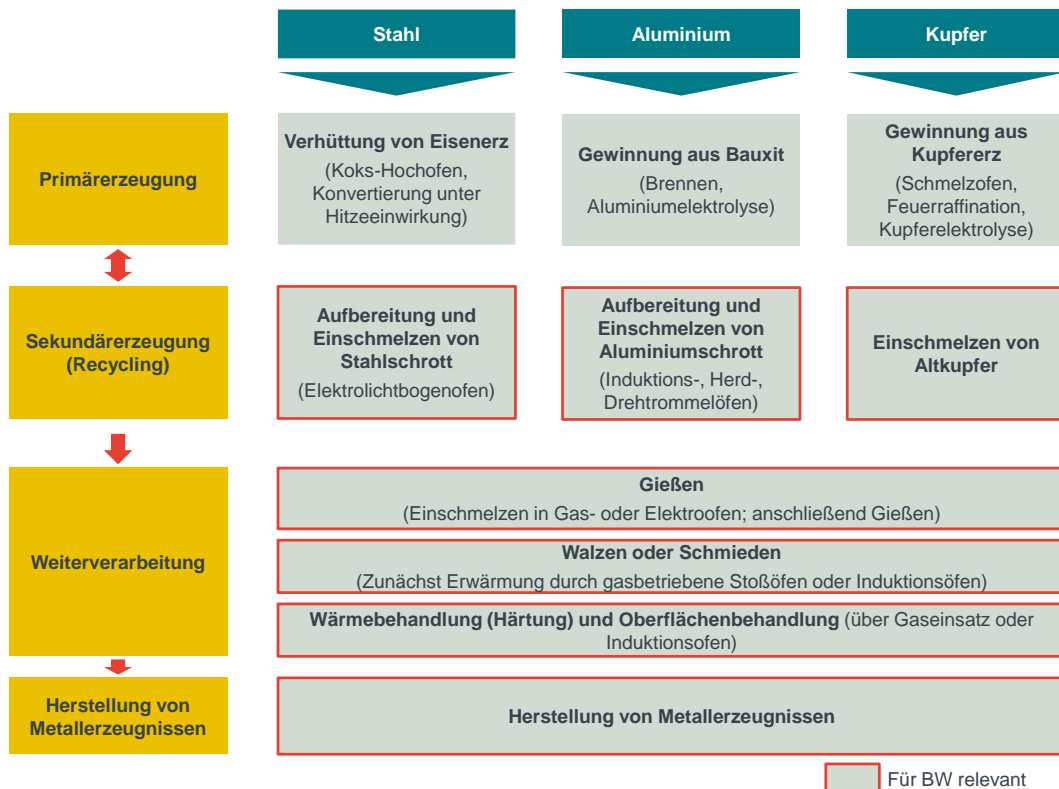 Stahl
Aluminium
Kupfer
Primärerzeugung
Verhüttung von Eisenerz
(Koks-Hochofen,
Konvertierung unter
Hitzeeinwirkung)
Gewinnung aus Bauxit
(Brennen,
Aluminiumelektrolyse)
Gewinnung aus
Kupfererz
(Schmelzofen,
Feuerraffination,
Kupferelektrolyse)
Sekundärerzeugung
(Recycling)
Aufbereitung und
Einschmelzen von
Stahlschrott
(Elektrolichtbogenofen)
Aufbereitung und
Einschmelzen von
Aluminiumschrott
(Induktions-, Herd-,
Drehtrommelöfen)
Einschmelzen von
Altkupfer
Weiterverarbeitung
Gießen
(Einschmelzen in Gas- oder Elektroofen; anschließend Gießen)
Walzen oder Schmieden
(Zunächst Erwärmung durch gasbetriebene Stoßöfen oder Induktionsöfen)
Wärmebehandlung (Härtung) und Oberflächenbehandlung (über Gaseinsatz oder
Induktionsofen)
Herstellung von
Metallerzeugnissen
Herstellung von Metallerzeugnissen
Für BW relevant